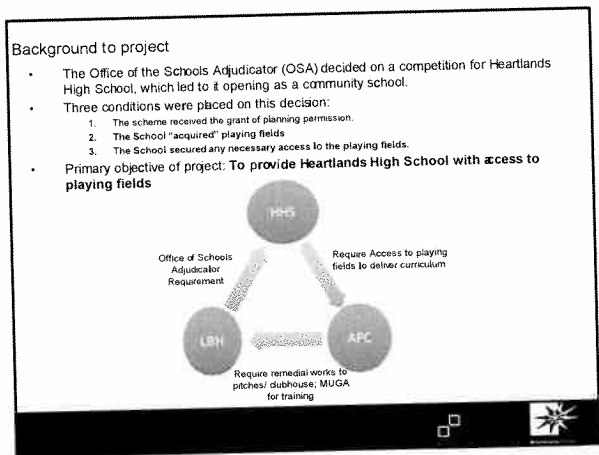 Background to project
• The Office of the Schools Adjudicator (OSA) decided on a competition for Heartlands
High School, which led to it opening as a community school.
• Three conditions were placed on this decision:
1. The scheme received the grant of planning permission.
2. The School "acquired" playing fields
3. The School secured any necessary access to the playing fields.
• Primary objective of project: To provide Heartlands High School with access to
playing fields
HHS
Office of Schools
Adjudicator
Requirement
Require Access to playing
fields to deliver curriculum
LBH
APC
Require remedial works to
pitches/ clubhouse; MUGA
for training